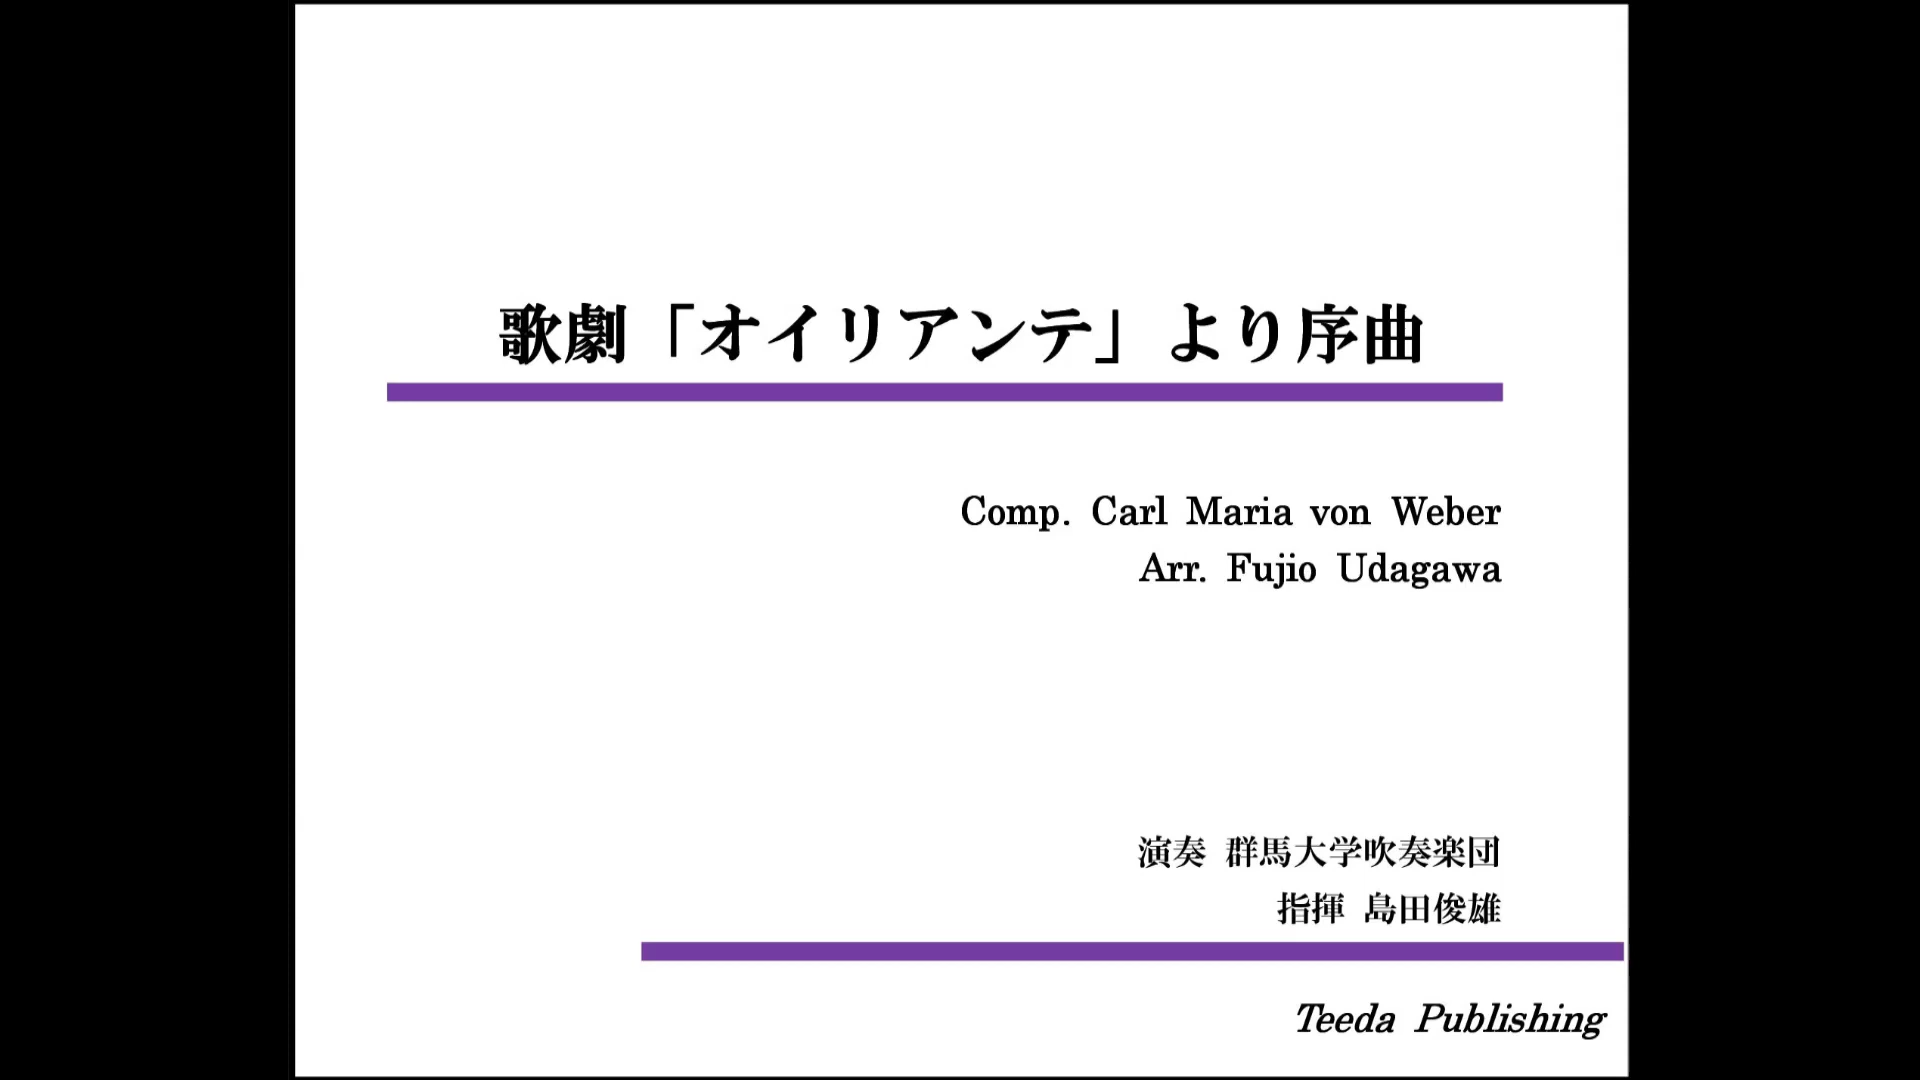 歌劇「オイリアンテ」より序曲
Comp. Carl Maria von Weber
Arr. Fujio Udagawa
演奏 群馬大学吹奏楽団
指揮 島田俊雄
Teeda Publishing